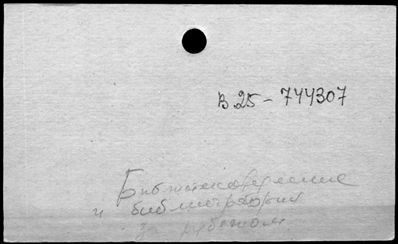 В 25 - 744307
Библиотековедение
и библиография
за рубежом